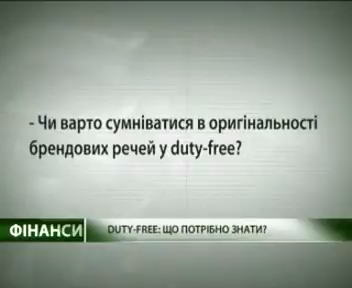 - Чи варто сумніватися в оригінальності
брендових речей у duty-free?
ФІНАНСИ
DUTY-FREE: ЩО ПОТРІБНО ЗНАТИ?